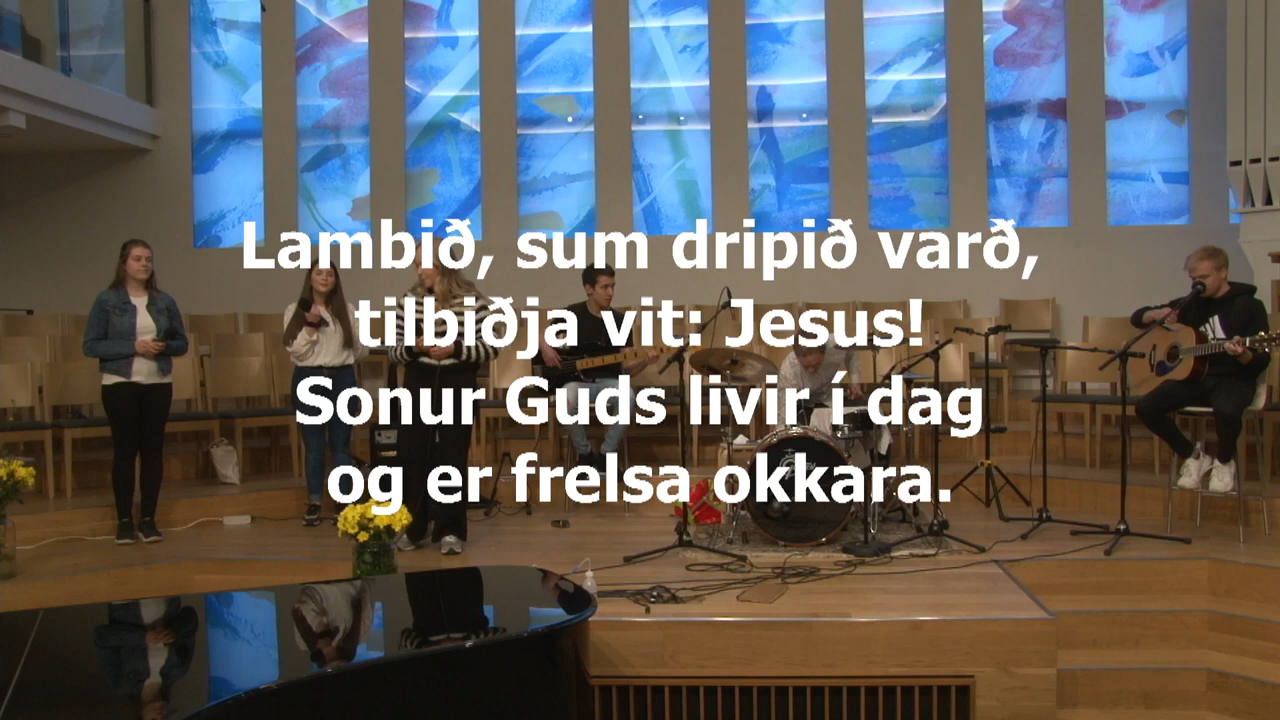 Lambið, sum dripið varð,
tilbiðja vit: Jesus!
Sonur Guds livir í dag
og er frelsa okkara.